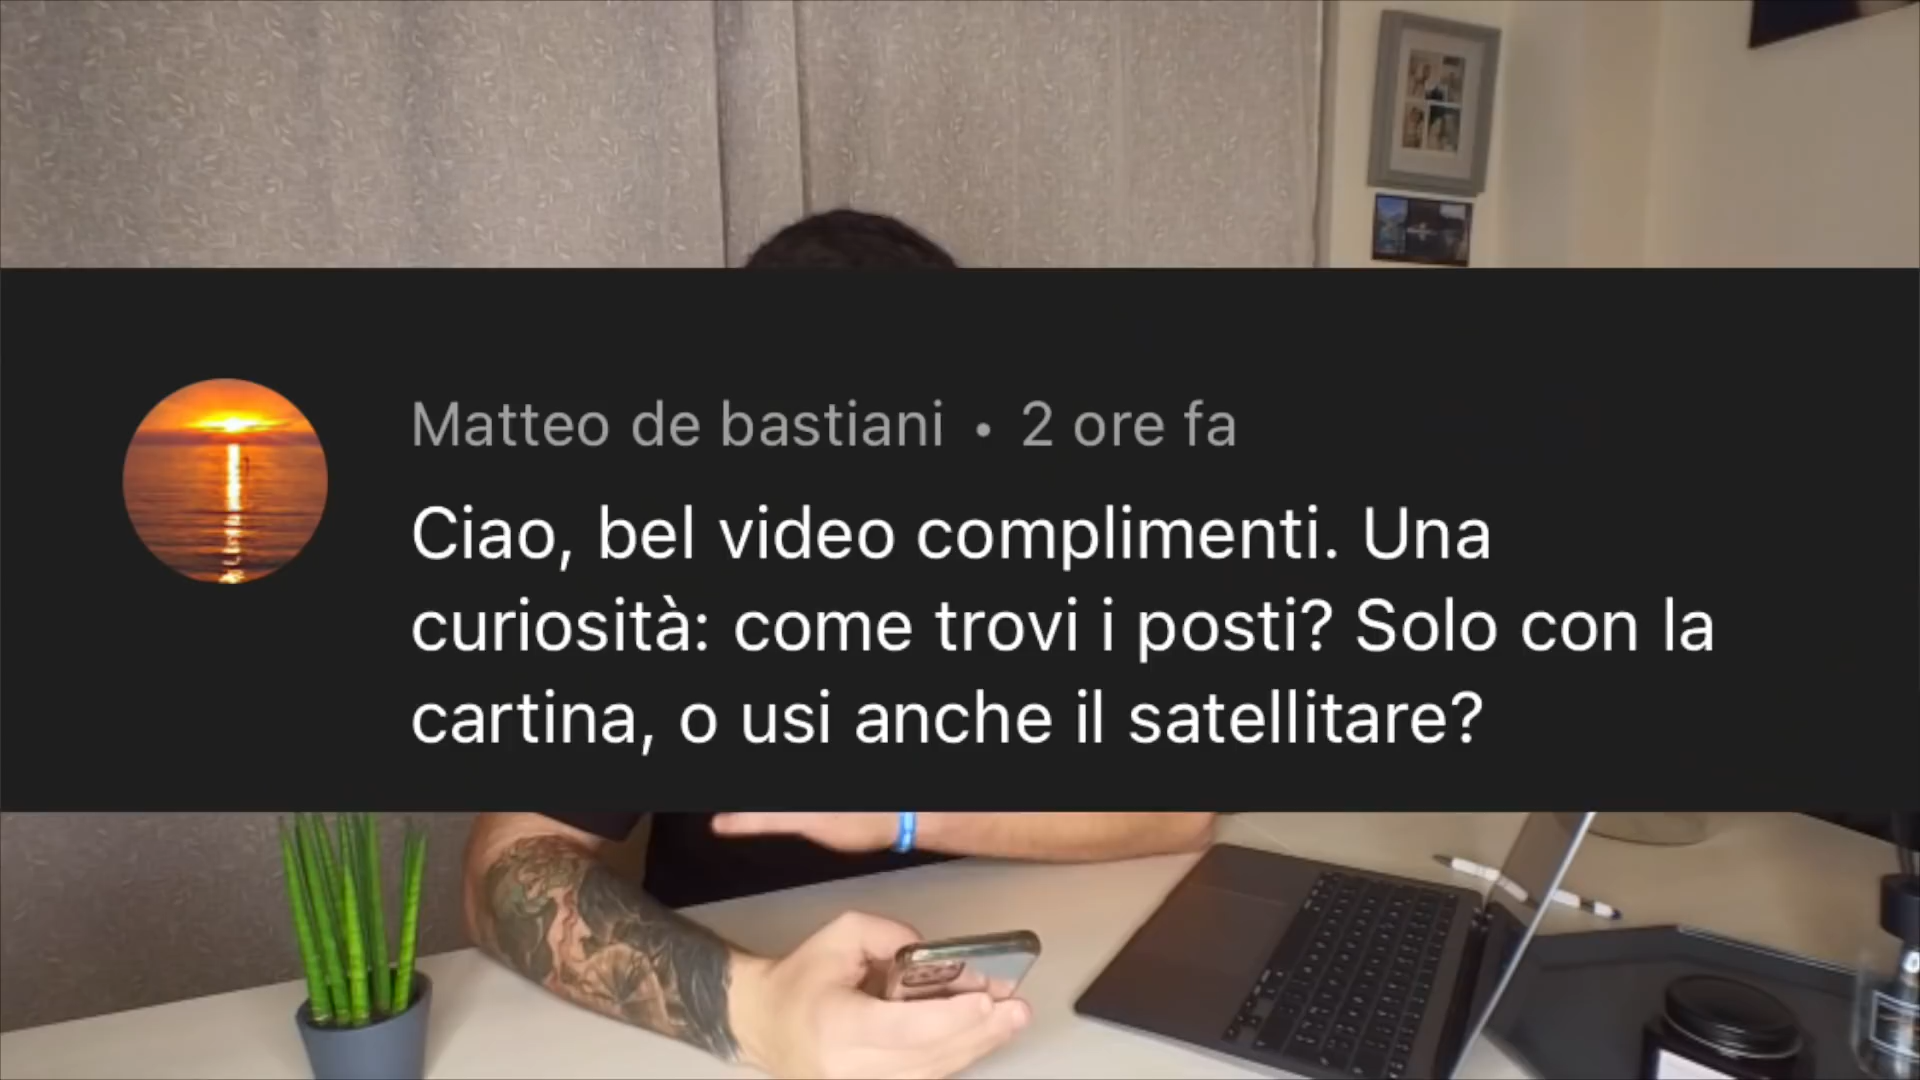 Matteo de bastiani • 2 ore fa
Ciao, bel video complimenti. Una
curiosità: come trovi i posti? Solo con la
cartina, o usi anche il satellitare?